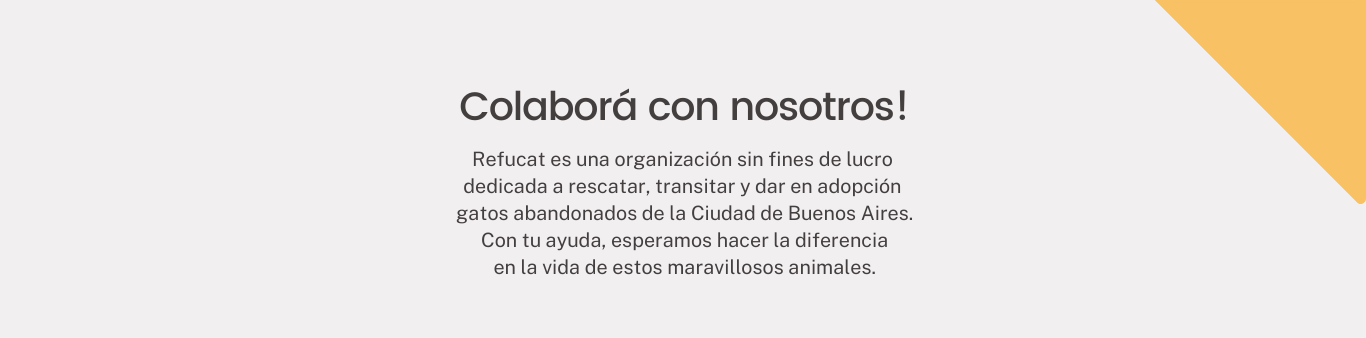 Colaborá con nosotros!
Refucat es una organización sin fines de lucro
dedicada a rescatar, transitar y dar en adopción
gatos abandonados de la Ciudad de Buenos Aires.
Con tu ayuda, esperamos hacer la diferencia
en la vida de estos maravillosos animales.